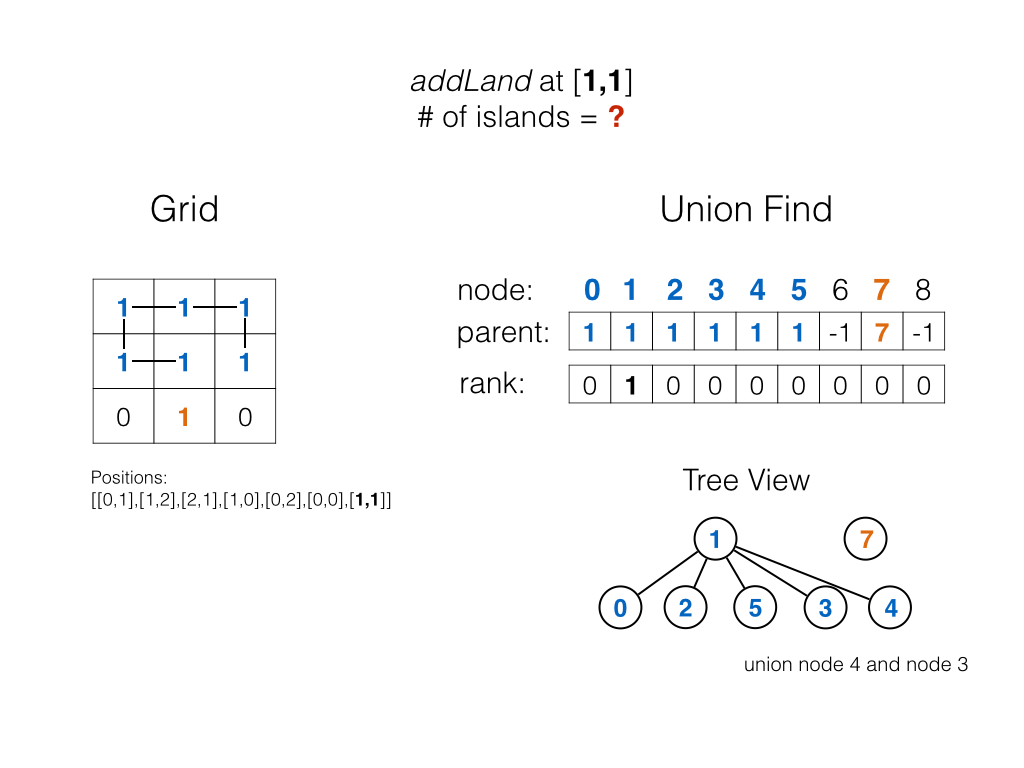 addLand at [1,1]
# of islands = ?
Grid
Union Find
1 1 1
1 1 1
0 1 0
node: 0 1 2 3 4 5 6 7 8
parent: 1 1 1 1 1 1 -1 7 -1
rank: 0 1 0 0 0 0 0 0 0
Positions:
[[0,1],[1,2],[2,1],[1,0],[0,2],[0,0],[1,1]]
Tree View
1 7
0 2 5 3 4
union node 4 and node 3